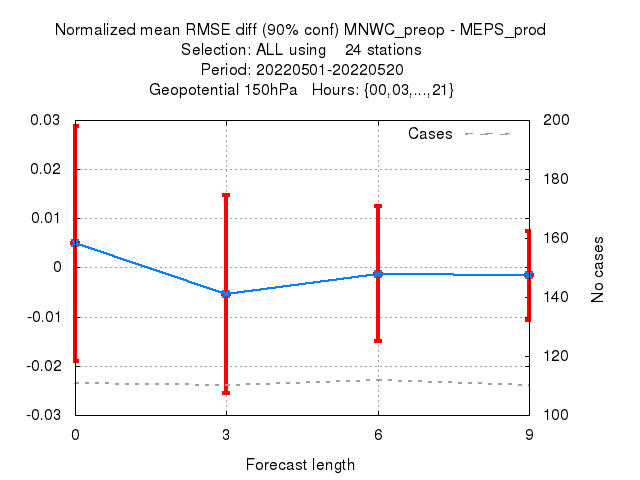 Normalized mean RMSE diff (90% conf) MNWC_preop - MEPS_prod
Selection: ALL using 24 stations
Period: 20220501-20220520
Geopotential 150hPa Hours: {00,03,...,21}
Cases
0.03
0.02
0.01
0
-0.01
-0.02
-0.03
200
180
160
140
120
100
No cases
0 3 6 9
Forecast length